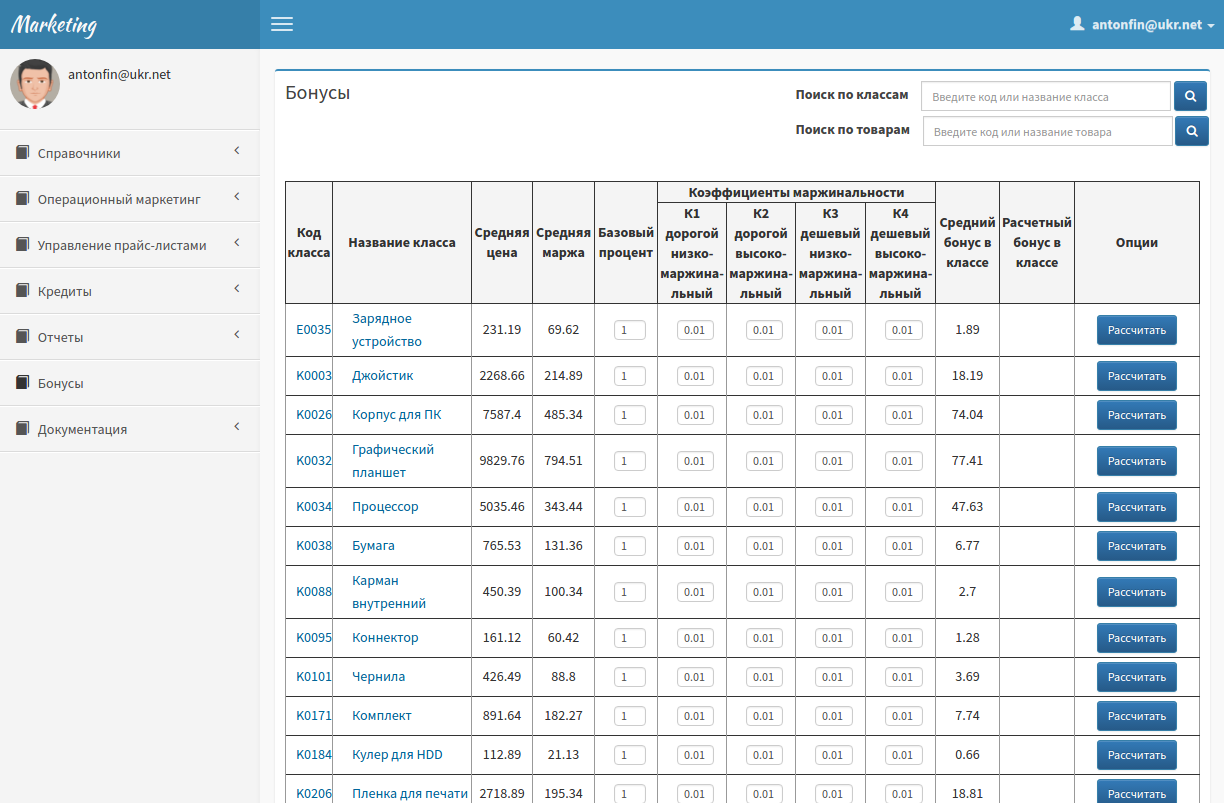 Marketing
antonfin@ukr.net
antonfin@ukr.net
Справочники
Операционный маркетинг
Управление прайс-листами
Кредиты
Отчеты
Бонусы
Документация
Бонусы
Поиск по классам Введите код или название класса
Поиск по товарам Введите код или название товара
Код класса
Название класса
Средняя цена
Средняя маржа
Базовый процент
Коэффициенты маржинальности
К1 дорогой низко-маржина-льный
К2 дорогой высоко-маржина-льный
К3 дешевый низко-маржина-льный
К4 дешевый высоко-маржина-льный
Средний бонус в классе
Расчетный бонус в классе
Опции
E0035 Зарядное устройство 231.19 69.62 1 0.01 0.01 0.01 0.01 1.89 Рассчитать
K0003 Джойстик 2268.66 214.89 1 0.01 0.01 0.01 0.01 18.19 Рассчитать
K0026 Корпус для ПК 7587.4 485.34 1 0.01 0.01 0.01 0.01 74.04 Рассчитать
K0032 Графический планшет 9829.76 794.51 1 0.01 0.01 0.01 0.01 77.41 Рассчитать
K0034 Процессор 5035.46 343.44 1 0.01 0.01 0.01 0.01 47.63 Рассчитать
K0038 Бумага 765.53 131.36 1 0.01 0.01 0.01 0.01 6.77 Рассчитать
K0088 Карман внутренний 450.39 100.34 1 0.01 0.01 0.01 0.01 2.7 Рассчитать
K0095 Коннектор 161.12 60.42 1 0.01 0.01 0.01 0.01 1.28 Рассчитать
K0101 Чернила 426.49 88.8 1 0.01 0.01 0.01 0.01 3.69 Рассчитать
K0171 Комплект 891.64 182.27 1 0.01 0.01 0.01 0.01 7.74 Рассчитать
K0184 Кулер для HDD 112.89 21.13 1 0.01 0.01 0.01 0.01 0.66 Рассчитать
K0206 Пленка для печати 2718.89 195.34 1 0.01 0.01 0.01 0.01 18.81 Рассчитать